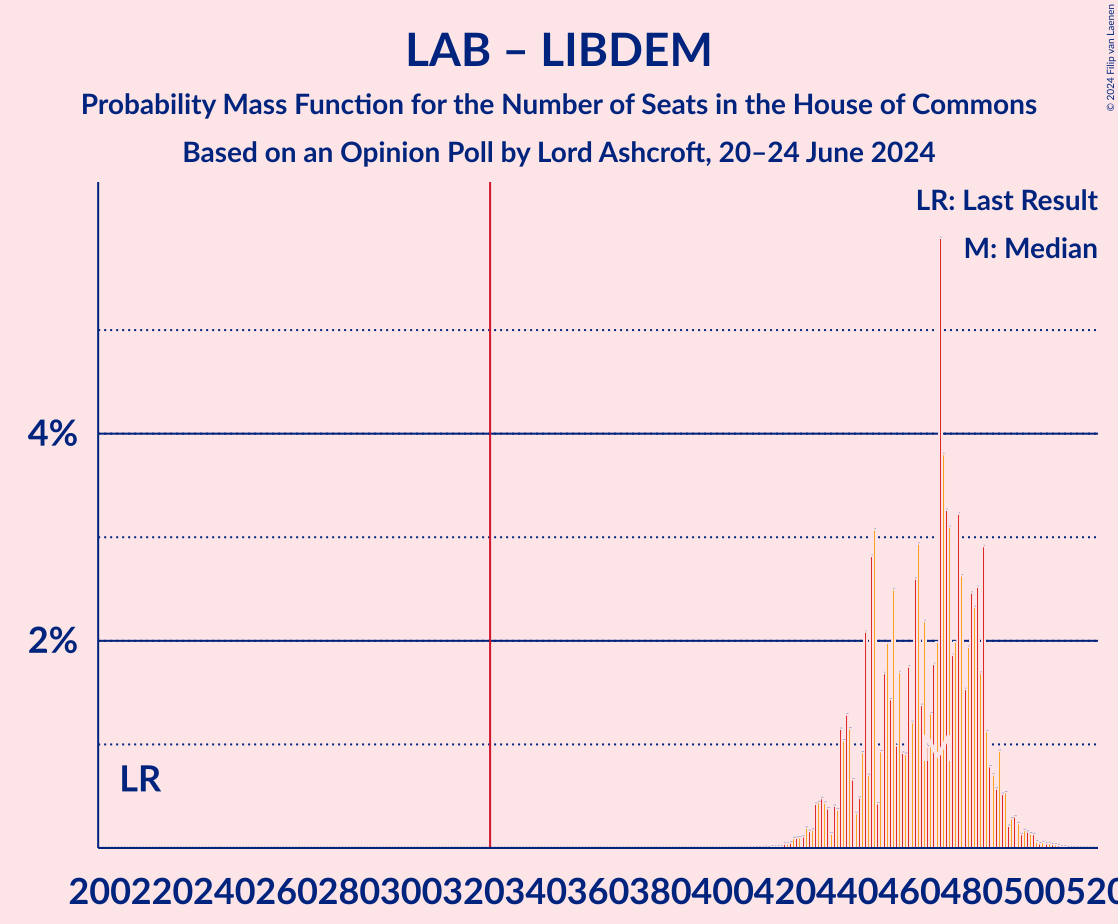 LAB – LIBDEM
Probability Mass Function for the Number of Seats in the House of Commons
Based on an Opinion Poll by Lord Ashcroft, 20–24 June 2024
© 2024 Filip van Laenen
LR: Last Result
M: Median
4%
2%
LR
200220240260280300320340360380400420440460480500520